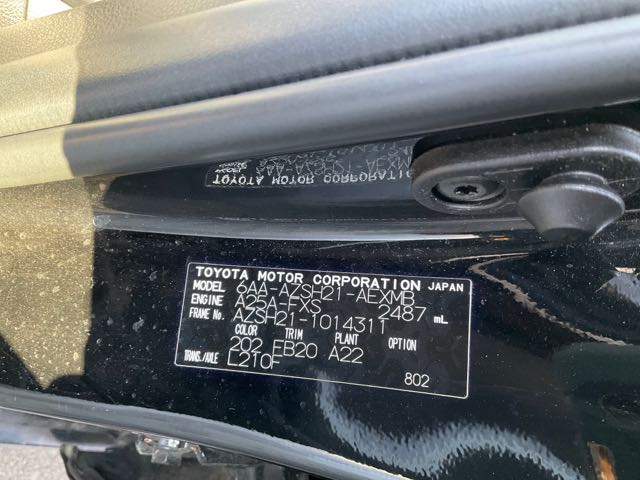 TOYOTA MOTOR CORPORATION JAPAN
MODEL 6AA-AZSH21-AEXMB
ENGINE A25A-FXS 2487 mL
FRAME No. AZSH21-1014311
COLOR TRIM PLANT
202 FB20 A22
TRANS./AXLE L210F
802